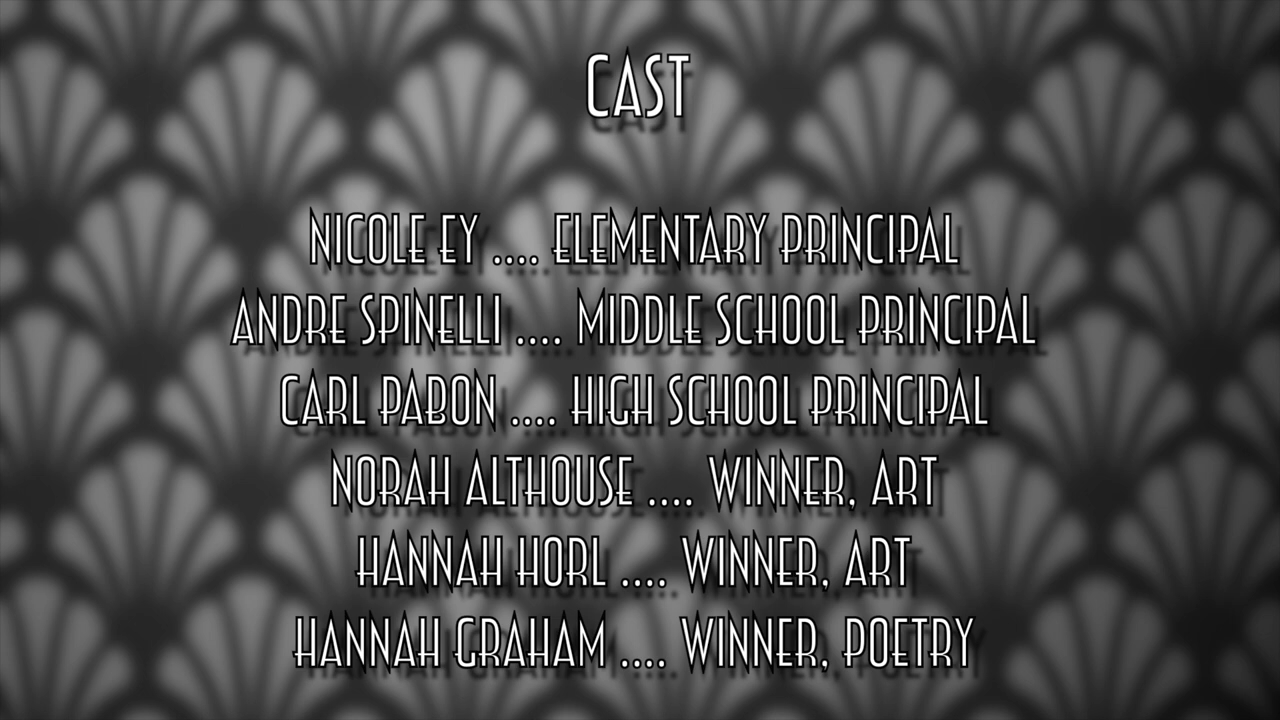 CAST
NICOLE EY .... ELEMENTARY PRINCIPAL
ANDRE SPINELLI .... MIDDLE SCHOOL PRINCIPAL
CARL PABON .... HIGH SCHOOL PRINCIPAL
NORAH ALTHOUSE .... WINNER, ART
HANNAH HORL .... WINNER, ART
HANNAH GRAHAM .... WINNER, POETRY